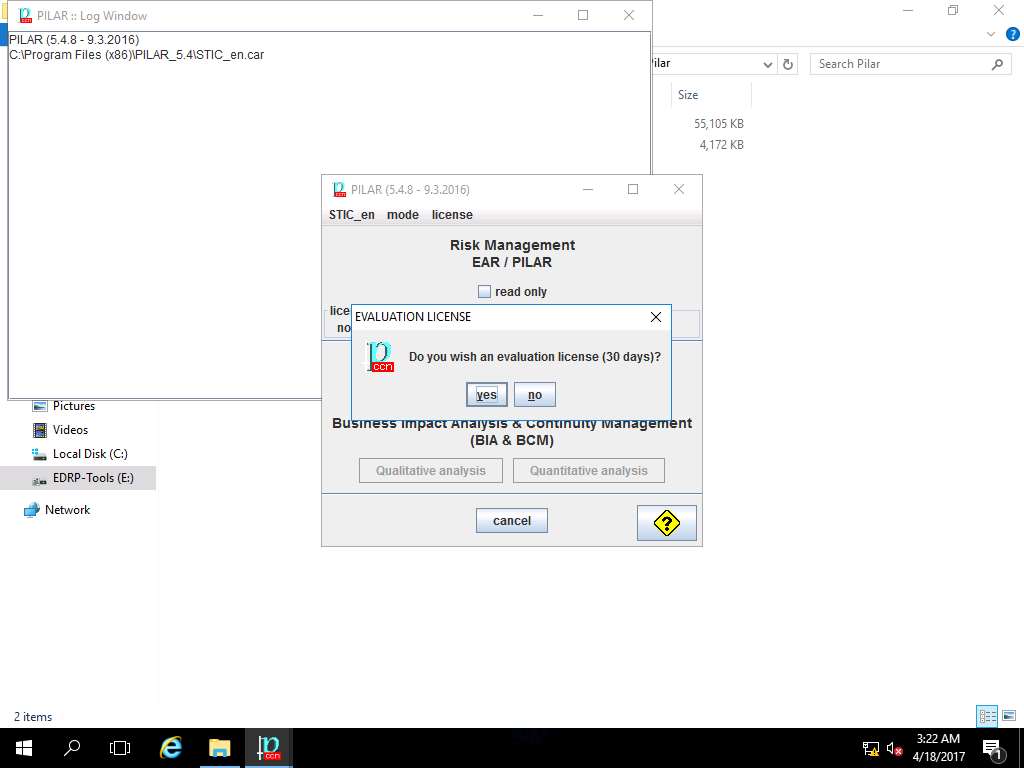 PILAR :: Log Window
PILAR (5.4.8 - 9.3.2016)
C:\Program Files (x86)\PILAR_5.4\STIC_en.car
Pilar
Search Pilar
Size
55,105 KB
4,172 KB
PILAR (5.4.8 - 9.3.2016)
STIC_en mode license
Risk Management
EAR / PILAR
read only
lice
no
EVALUATION LICENSE
ccn
Do you wish an evaluation license (30 days)?
yes no
Business Impact Analysis & Continuity Management
(BIA & BCM)
Qualitative analysis Quantitative analysis
cancel
?
Pictures
Videos
Local Disk (C:)
EDRP-Tools (E:)
Network
2 items
3:22 AM
4/18/2017
1